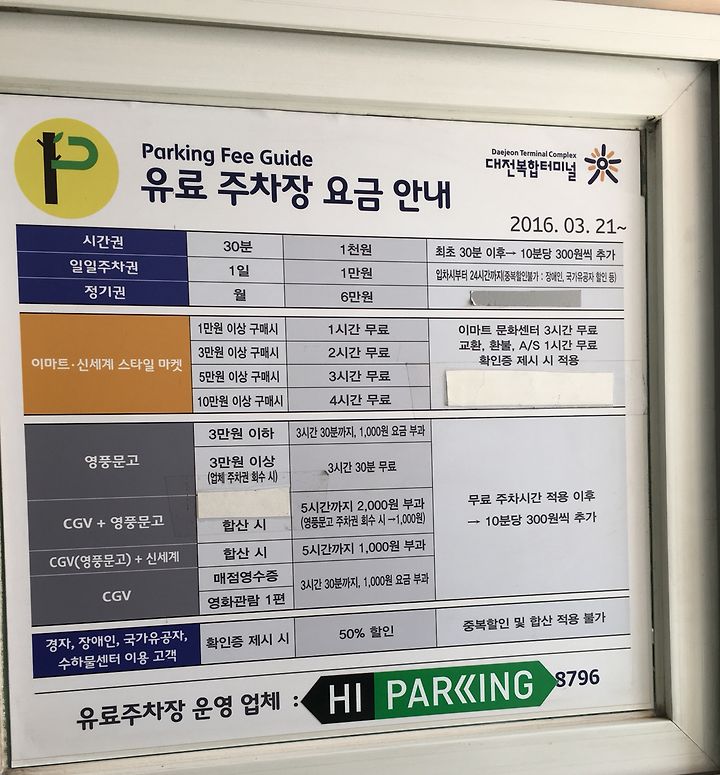 Parking Fee Guide
유료 주차장 요금 안내
Daejeon Terminal Complex
대전복합터미널
2016. 03. 21~
시간권 30분 1천원 최초 30분 이후→ 10분당 300원씩 추가
일일주차권 1일 1만원 입차시부터 24시간까지(중복할인불가 : 장애인, 국가유공자 할인 등)
정기권 월 6만원
이마트·신세계 스타일 마켓
1만원 이상 구매시 1시간 무료
3만원 이상 구매시 2시간 무료
5만원 이상 구매시 3시간 무료
10만원 이상 구매시 4시간 무료
이마트 문화센터 3시간 무료
교환, 환불, A/S 1시간 무료
확인증 제시 시 적용
영풍문고
3만원 이하 3시간 30분까지, 1,000원 요금 부과
3만원 이상 3시간 30분 무료
(업체 주차권 회수 시)
CGV + 영풍문고
합산 시
5시간까지 2,000원 부과
(영풍문고 주차권 회수 시→1,000원)
CGV(영풍문고) + 신세계 합산 시 5시간까지 1,000원 부과
CGV
매점영수증
영화관람 1편
3시간 30분까지, 1,000원 요금 부과
무료 주차시간 적용 이후
→ 10분당 300원씩 추가
경차, 장애인, 국가유공자,
수하물센터 이용 고객
확인증 제시 시 50% 할인 중복할인 및 합산 적용 불가
유료주차장 운영 업체 : HI PARKING 8796